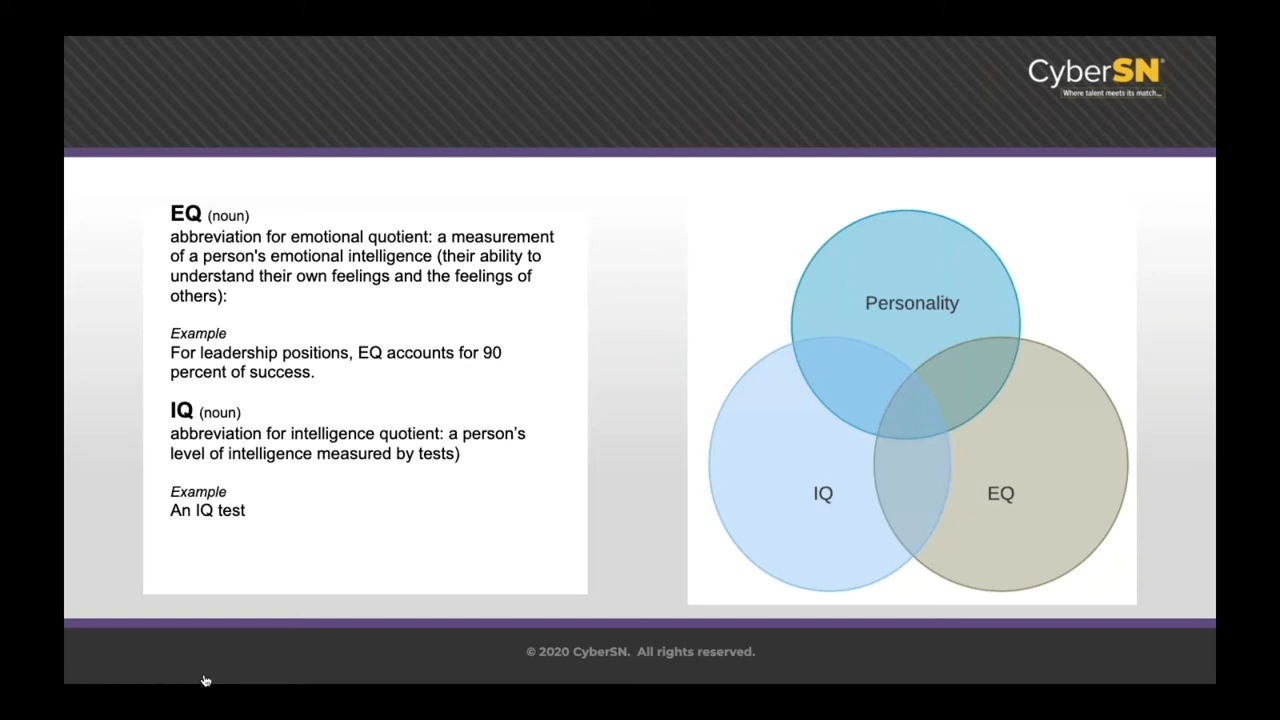 CyberSN®
Where talent meets its match...
EQ (noun)
abbreviation for emotional quotient: a measurement
of a person's emotional intelligence (their ability to
understand their own feelings and the feelings of
others):
Example
For leadership positions, EQ accounts for 90
percent of success.
IQ (noun)
abbreviation for intelligence quotient: a person’s
level of intelligence measured by tests)
Example
An IQ test
Personality
IQ
EQ
© 2020 CyberSN. All rights reserved.